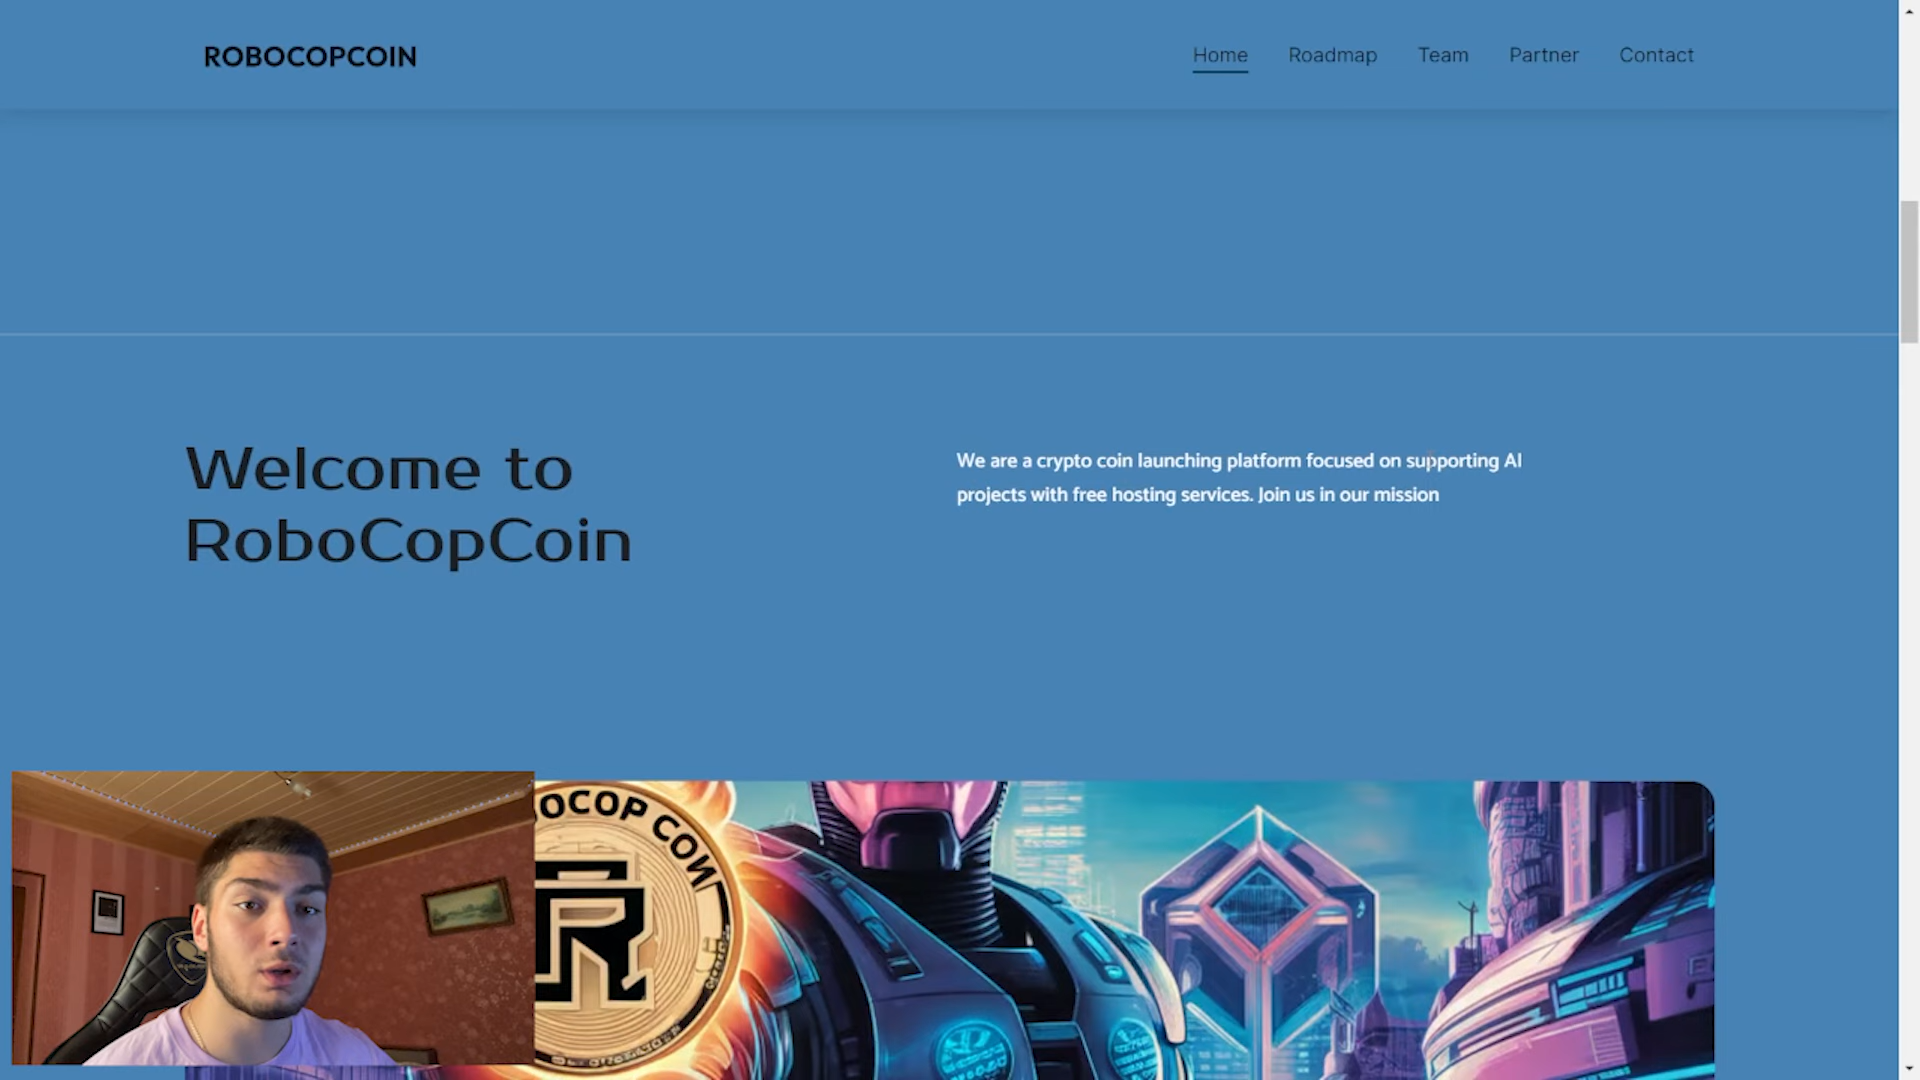 ROBOCOPCOIN
Home Roadmap Team Partner Contact
Welcome to
RoboCopCoin
We are a crypto coin launching platform focused on supporting AI
projects with free hosting services. Join us in our mission
OCOP COИ
R